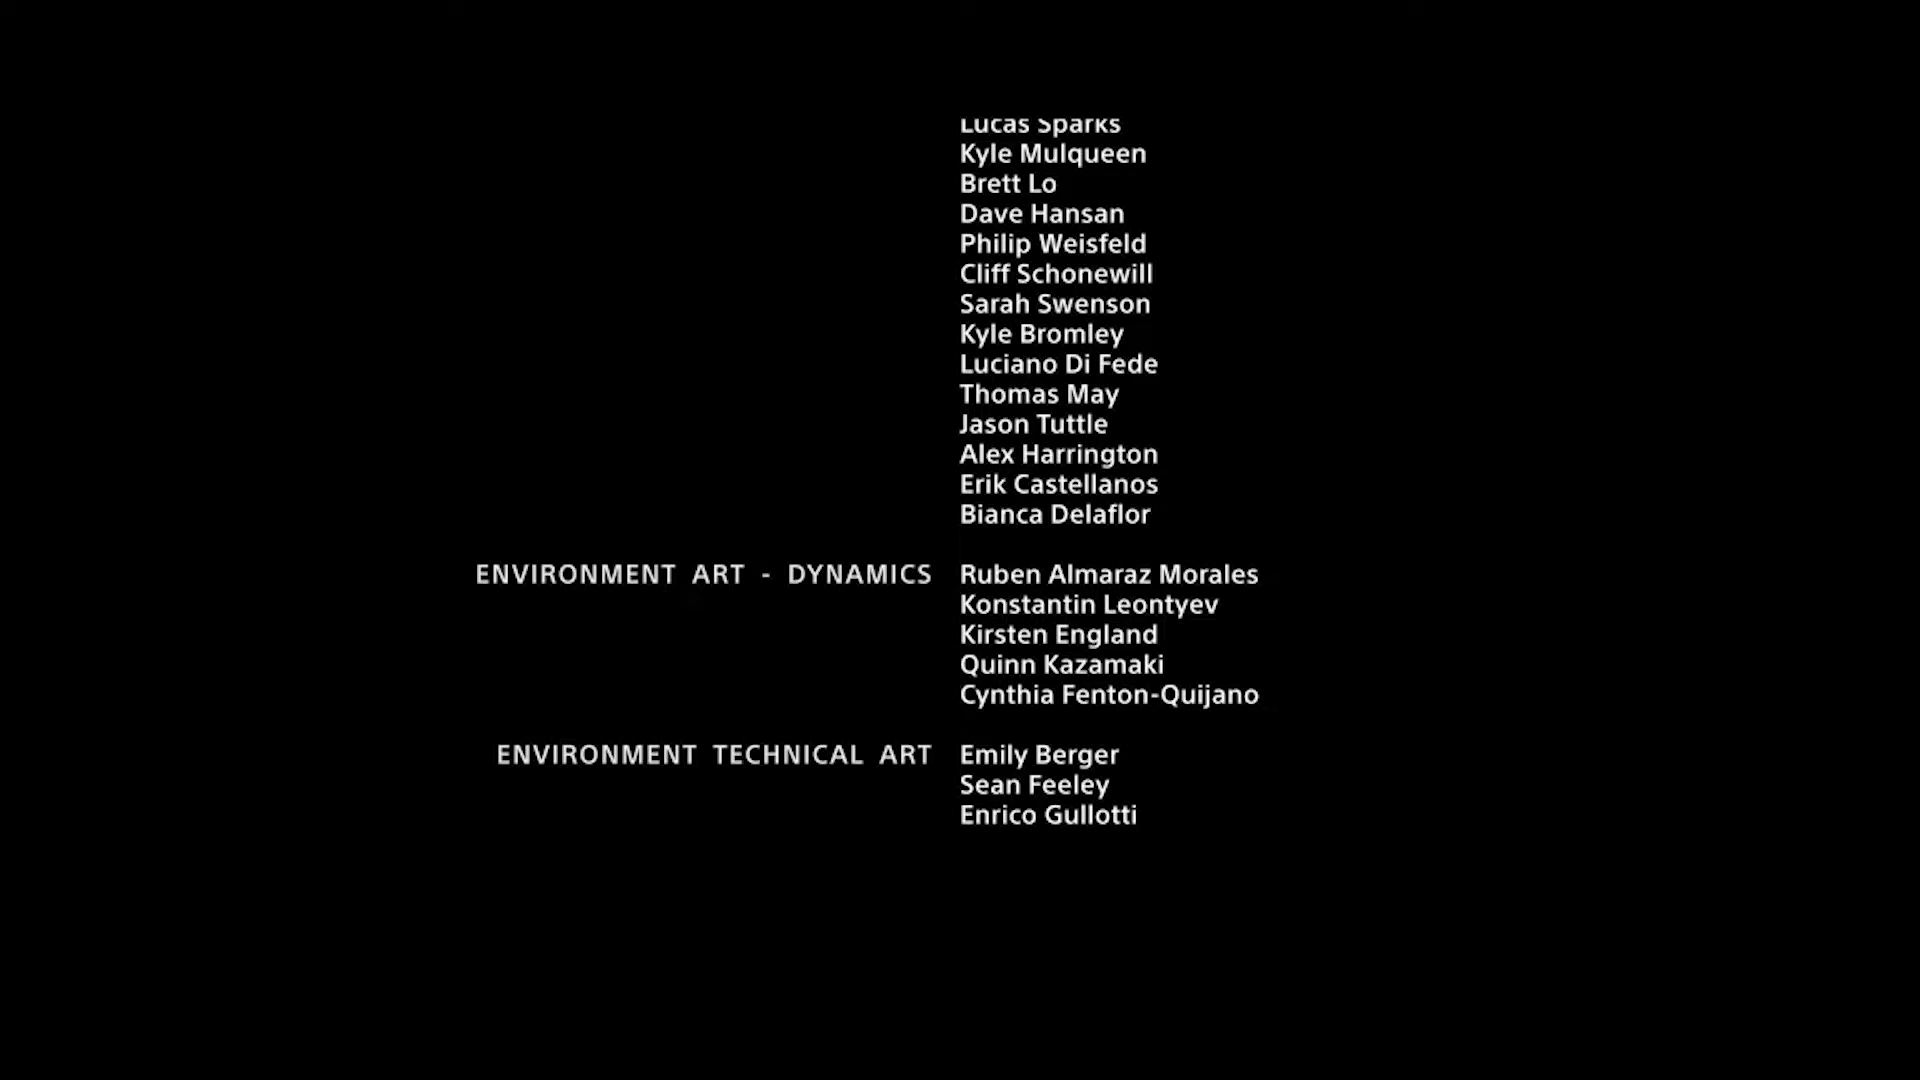 Lucas Sparks
Kyle Mulqueen
Brett Lo
Dave Hansan
Philip Weisfeld
Cliff Schonewill
Sarah Swenson
Kyle Bromley
Luciano Di Fede
Thomas May
Jason Tuttle
Alex Harrington
Erik Castellanos
Bianca Delaflor
ENVIRONMENT ART - DYNAMICS Ruben Almaraz Morales
Konstantin Leontyev
Kirsten England
Quinn Kazamaki
Cynthia Fenton-Quijano
ENVIRONMENT TECHNICAL ART Emily Berger
Sean Feeley
Enrico Gullotti